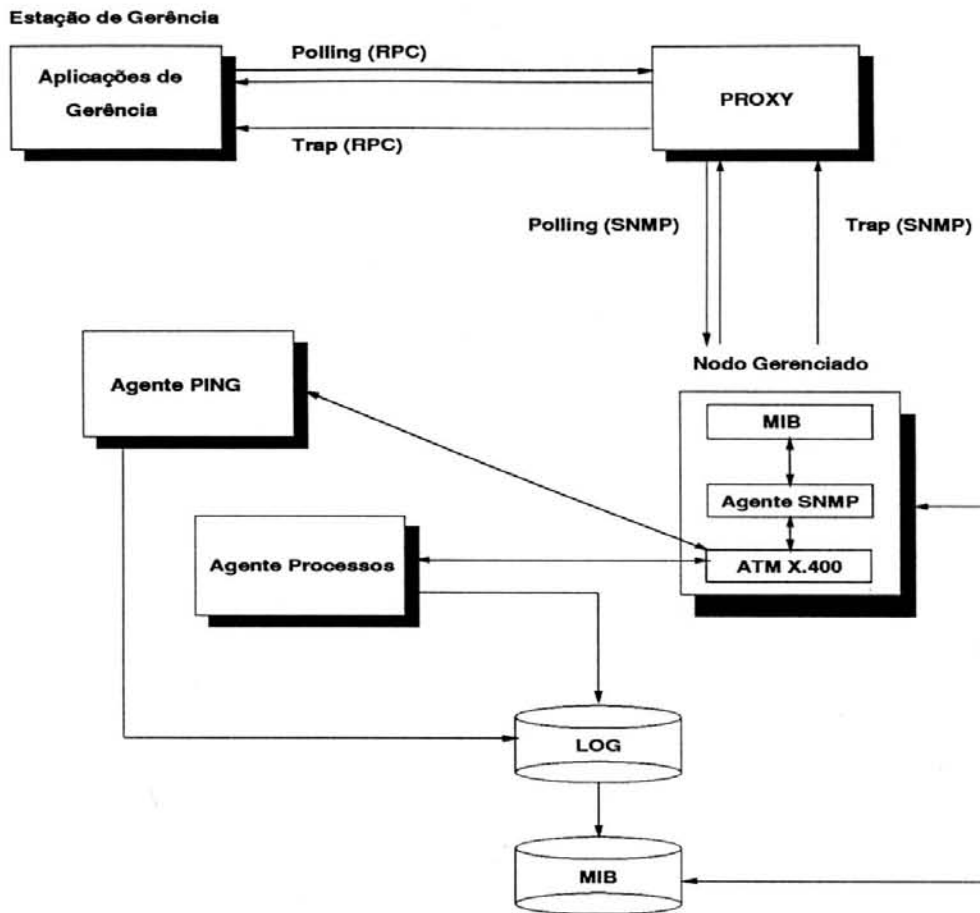 Estação de Gerência
Aplicações de
Gerência
Polling (RPC)
Trap (RPC)
PROXY
Polling (SNMP)
Trap (SNMP)
Nodo Gerenciado
MIB
Agente SNMP
ATM X.400
Agente PING
Agente Processos
LOG
MIB